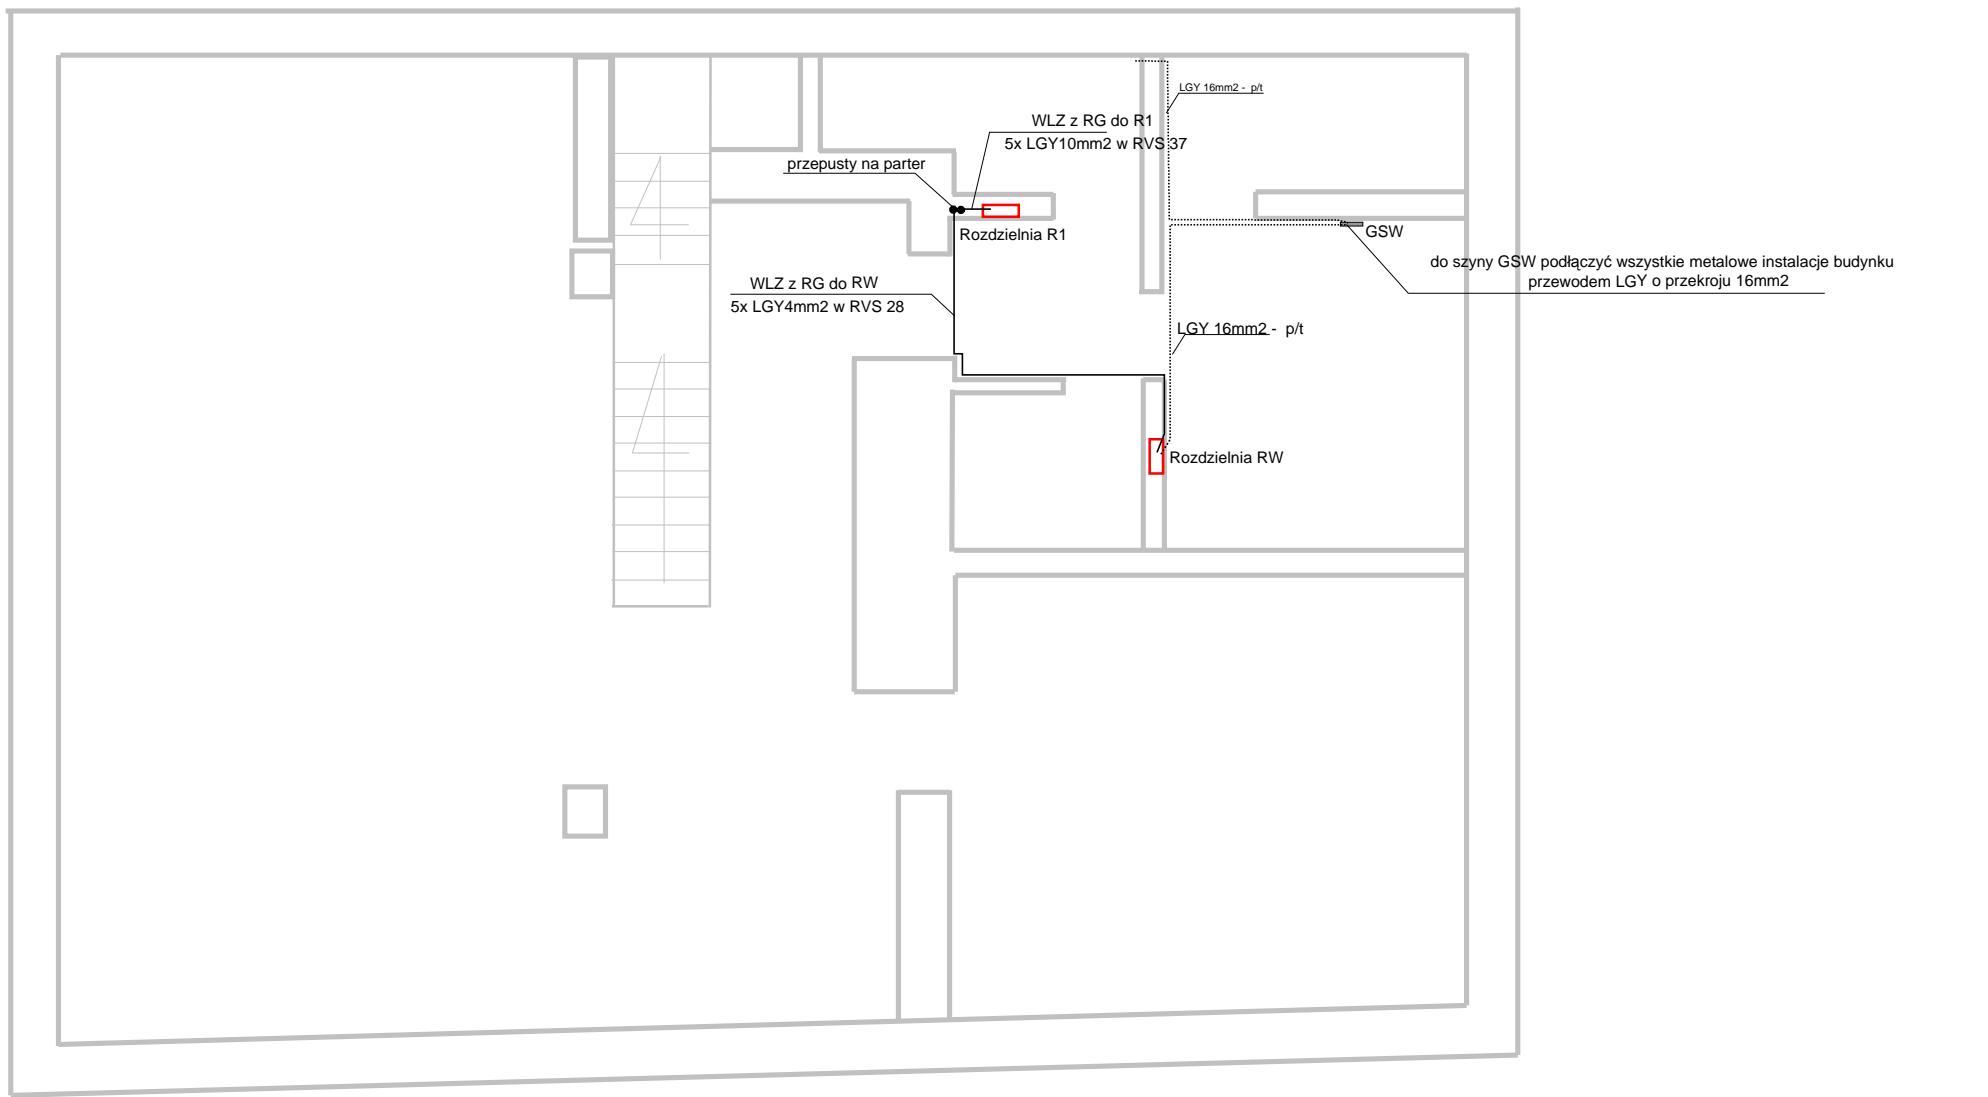 LGY 16mm2 - p/t
WLZ z RG do R1
5x LGY10mm2 w RVS 37
przepusty na parter
Rozdzielnia R1
GSW
do szyny GSW podłączyć wszystkie metalowe instalacje budynku
przewodem LGY o przekroju 16mm2
WLZ z RG do RW
5x LGY4mm2 w RVS 28
LGY 16mm2 - p/t
Rozdzielnia RW